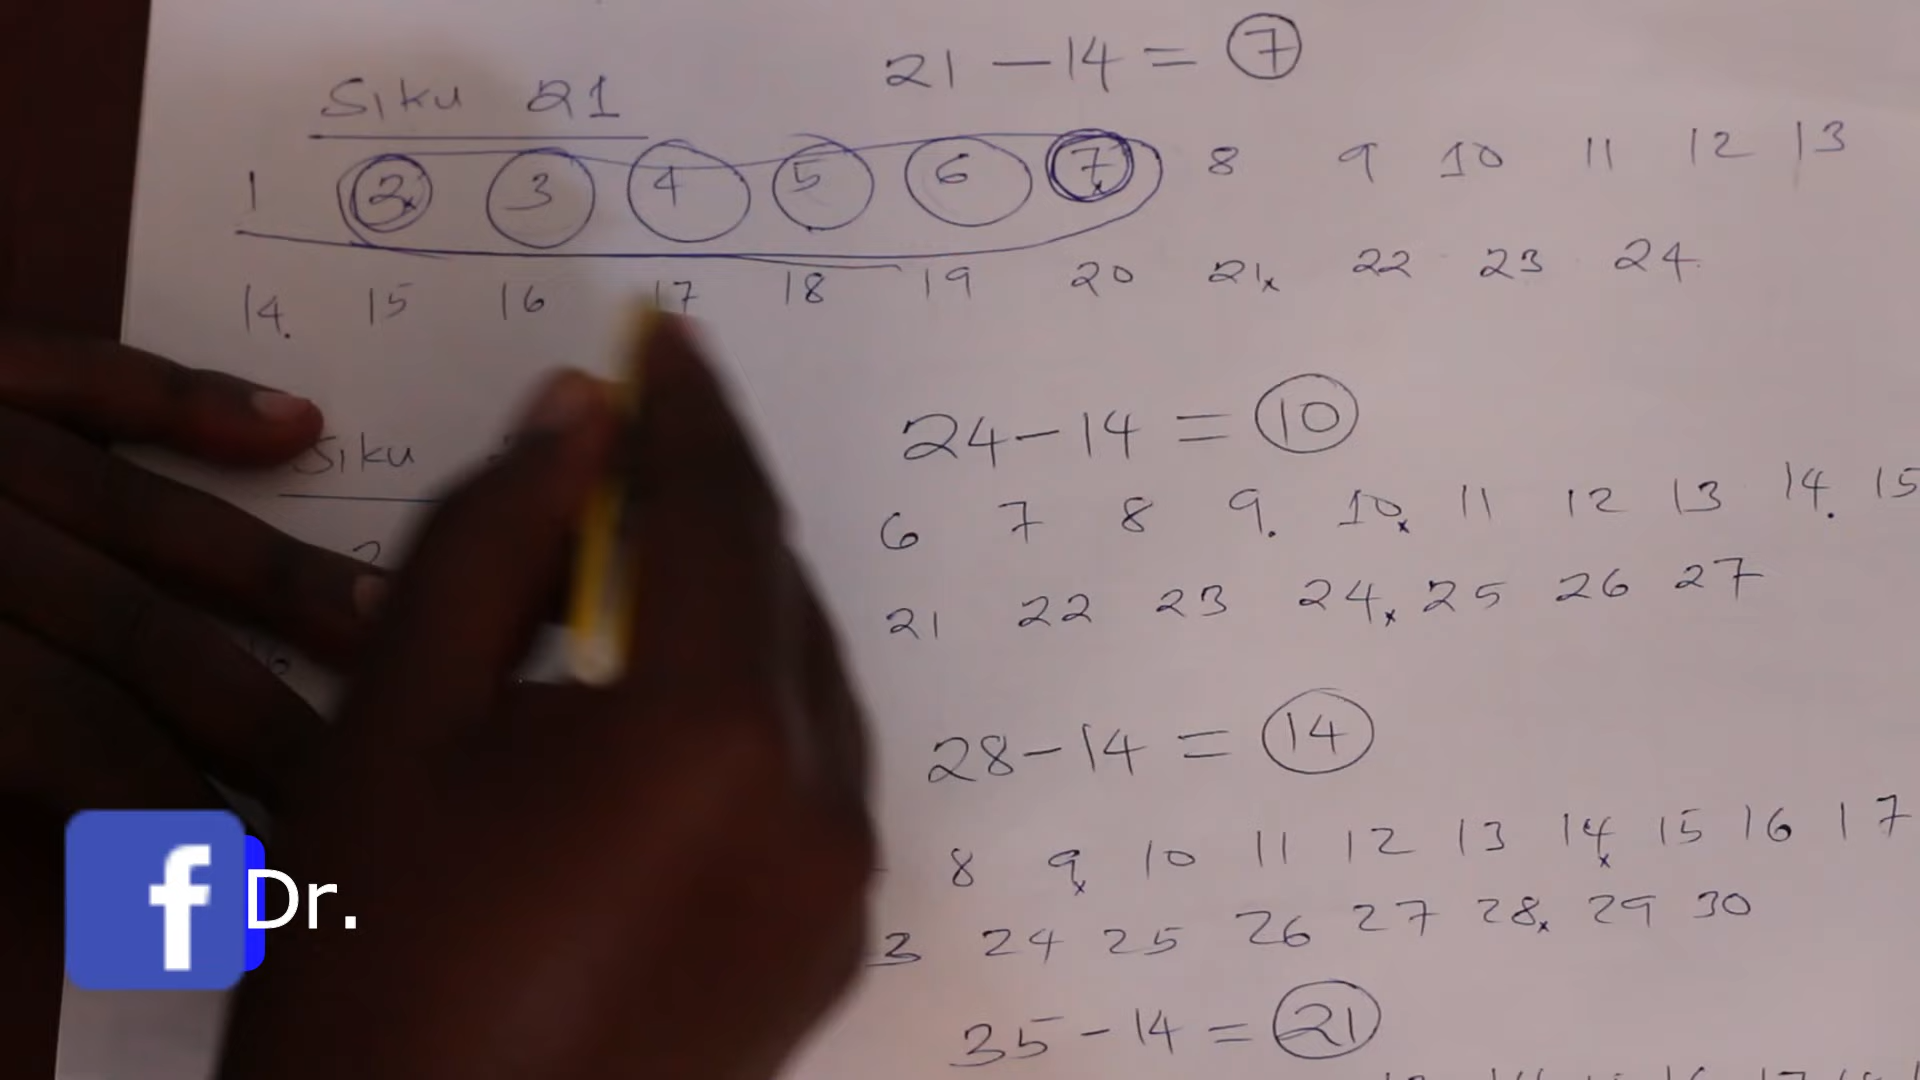 21 - 14 = 7
Siku 21
1 2 3 4 5 6 7 8 9 10 11 12 13
14. 15 16 17 18 19 20 21 22 23 24
24 - 14 = 10
Siku
2 6 7 8 9. 10 11 12 13 14. 15
21 22 23 24 25 26 27
28 - 14 = 14
8 9 10 11 12 13 14 15 16 17
3 24 25 26 27 28 29 30
35 - 14 = 21
f Dr.